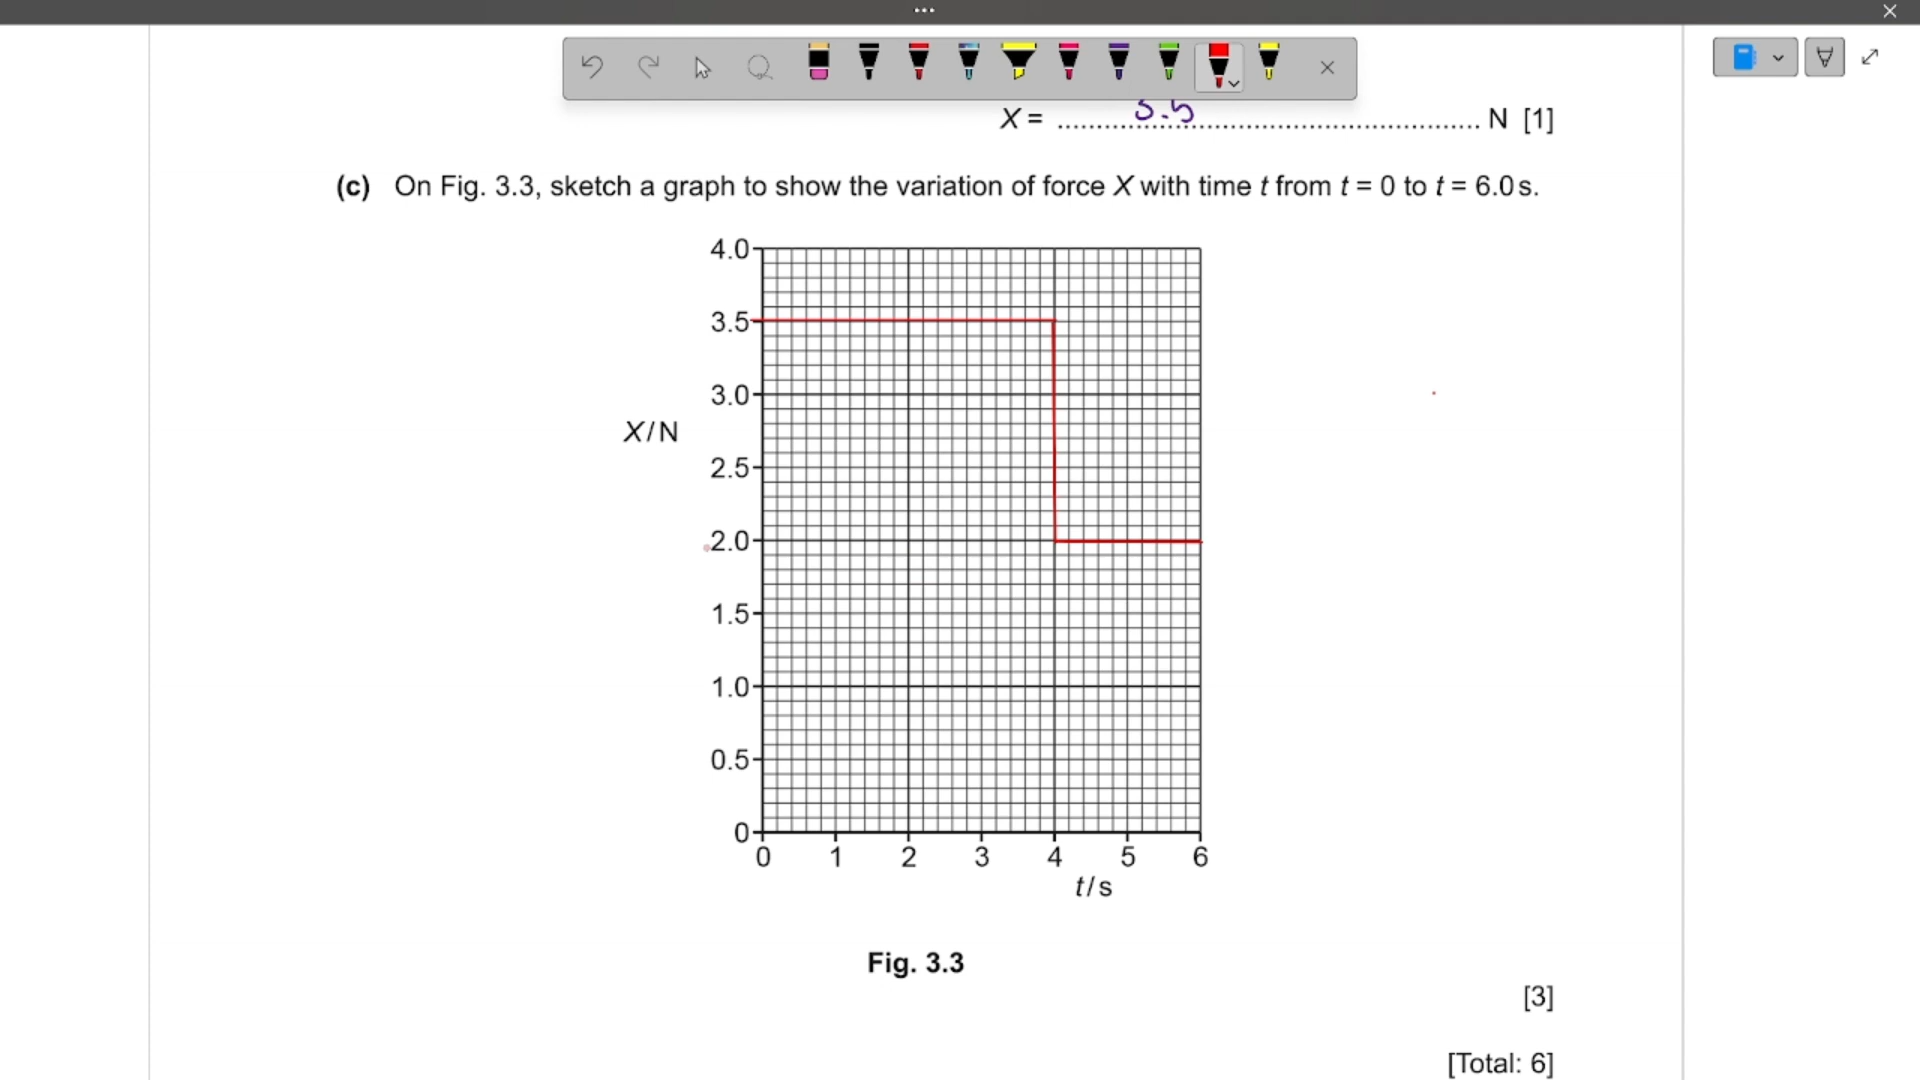 X = 3.5 N [1]
(c) On Fig. 3.3, sketch a graph to show the variation of force X with time t from t = 0 to t = 6.0 s.
4.0
3.5
3.0
X/N
2.5
2.0
1.5
1.0
0.5
0
0 1 2 3 4 5 6
t/s
Fig. 3.3
[3]
[Total: 6]